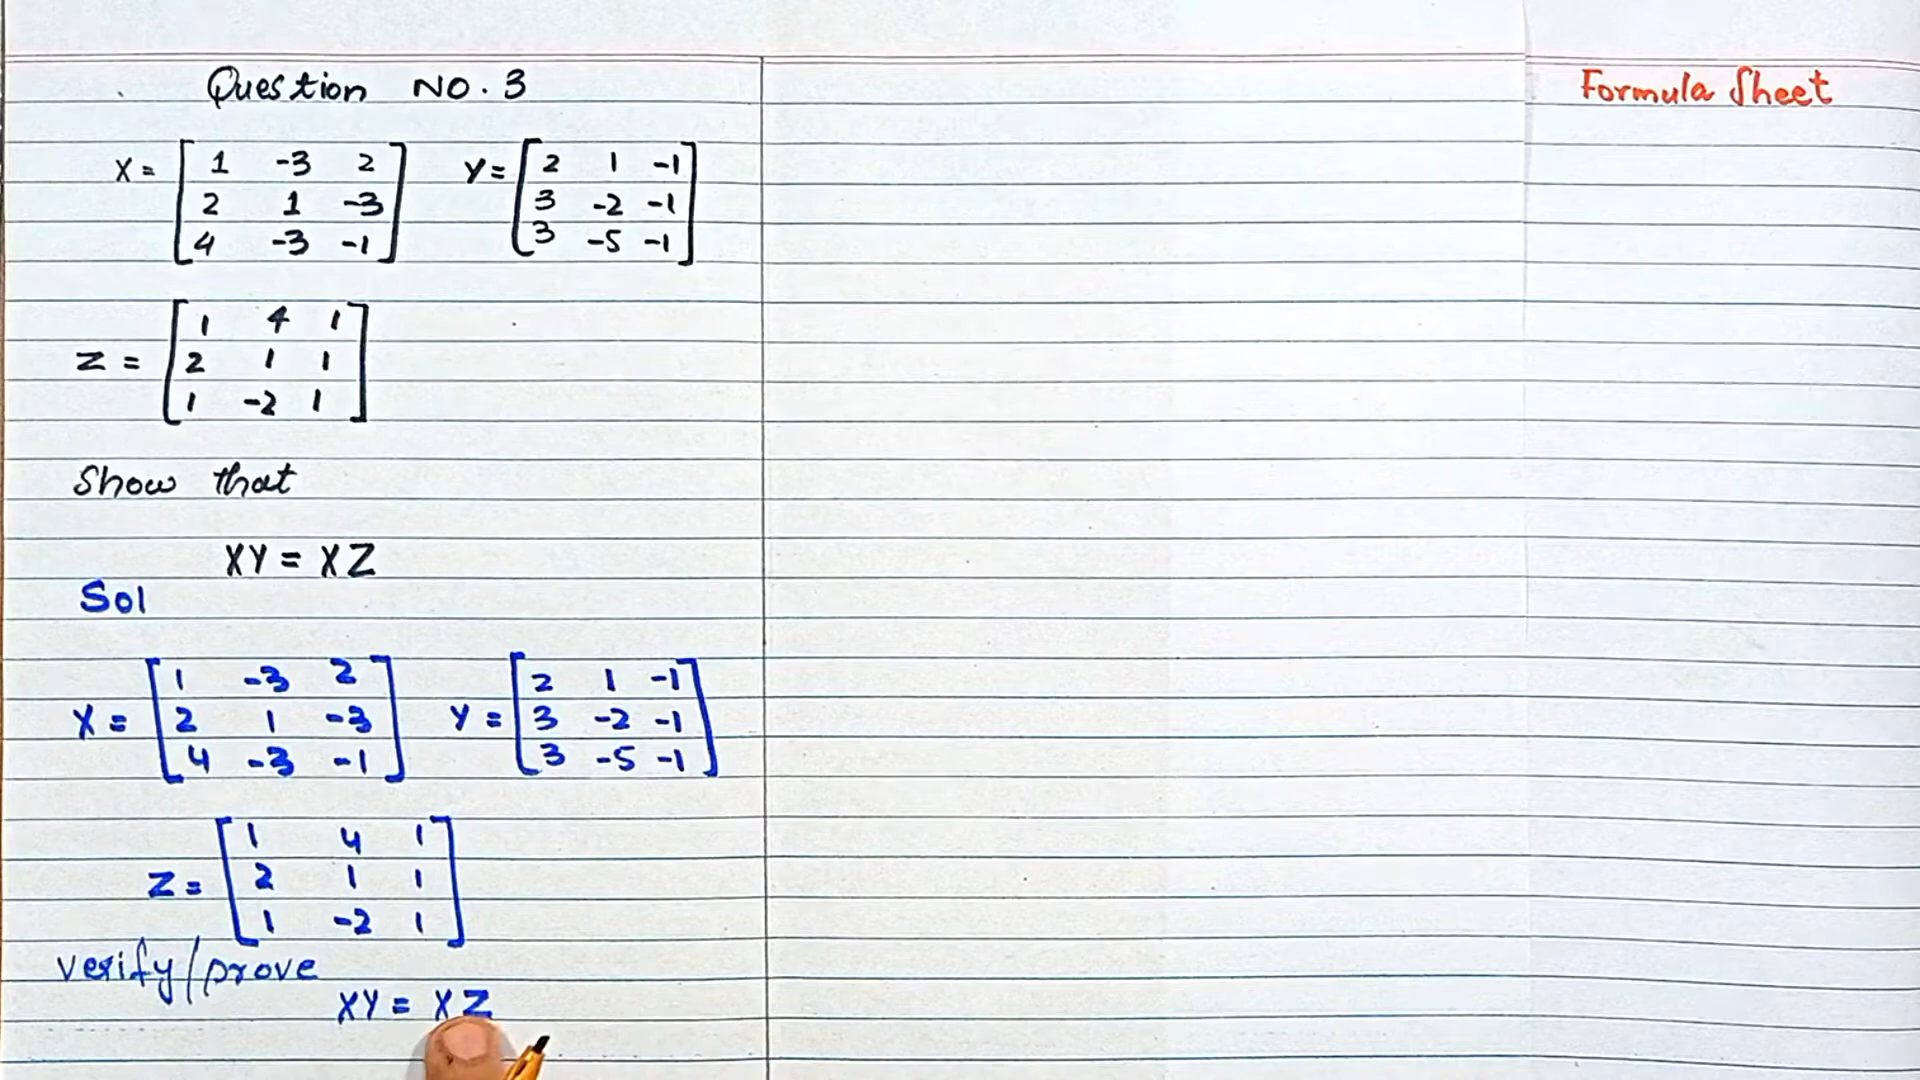 Question NO. 3
Formula Sheet
X = [ 1 -3 2 ] Y = [ 2 1 -1 ]
2 1 -3 3 -2 -1
4 -3 -1 3 -5 -1
Z = [ 1 4 1 ]
2 1 1
1 -2 1
Show that
XY = XZ
Sol
X = [ 1 -3 2 ] Y = [ 2 1 -1 ]
2 1 -3 3 -2 -1
4 -3 -1 3 -5 -1
Z = [ 1 4 1 ]
2 1 1
1 -2 1
verify/prove
XY = XZ